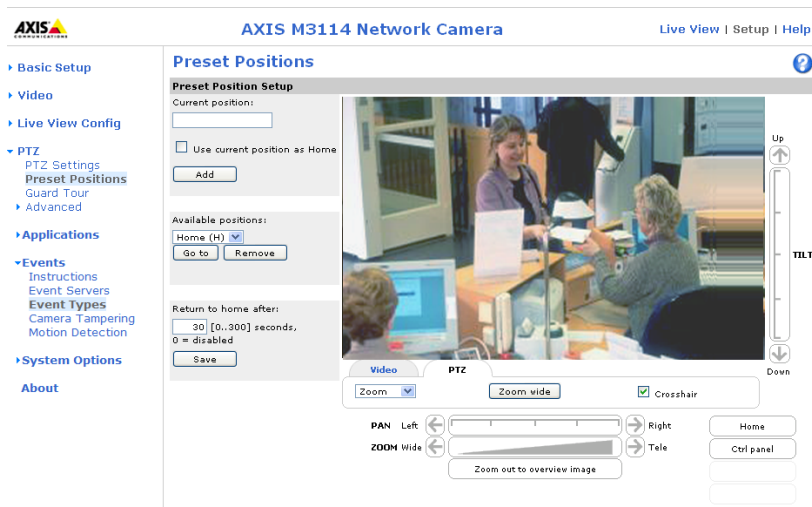 AXIS
COMMUNICATIONS
AXIS M3114 Network Camera
Live View | Setup | Help
Basic Setup
Video
Live View Config
PTZ
PTZ Settings
Preset Positions
Guard Tour
Advanced
Applications
Events
Instructions
Event Servers
Event Types
Camera Tampering
Motion Detection
System Options
About
Preset Positions
?
Preset Position Setup
Current position:
Use current position as Home
Add
Available positions:
Home (H)
Go to Remove
Return to home after:
30 [0..300] seconds,
0 = disabled
Save
Up
TILT
Down
Video PTZ
Zoom Zoom wide Crosshair
PAN Left Right Home
ZOOM Wide Tele Ctrl panel
Zoom out to overview image